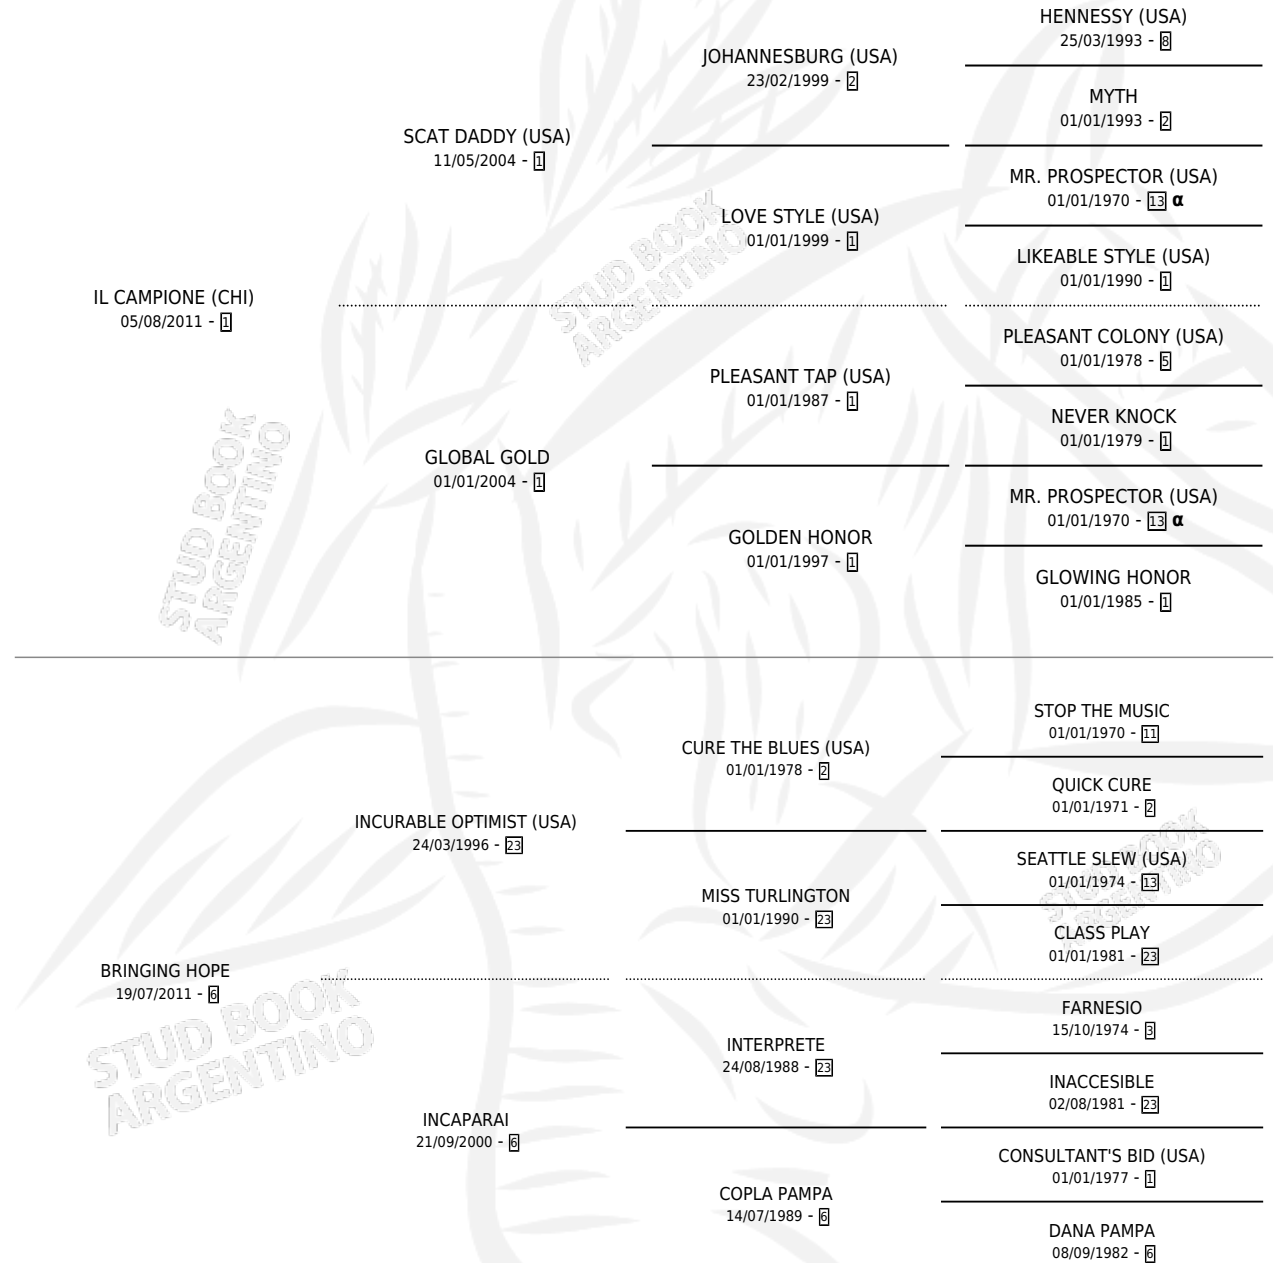 HENNESSY (USA)
25/03/1993 - 8
JOHANNESBURG (USA)
23/02/1999 - 2
MYTH
01/01/1993 - 2
SCAT DADDY (USA)
11/05/2004 - 1
MR. PROSPECTOR (USA)
01/01/1970 - 13 α
LOVE STYLE (USA)
01/01/1999 - 1
LIKEABLE STYLE (USA)
01/01/1990 - 1
IL CAMPIONE (CHI)
05/08/2011 - 1
PLEASANT COLONY (USA)
01/01/1978 - 5
PLEASANT TAP (USA)
01/01/1987 - 1
NEVER KNOCK
01/01/1979 - 1
GLOBAL GOLD
01/01/2004 - 1
MR. PROSPECTOR (USA)
01/01/1970 - 13 α
GOLDEN HONOR
01/01/1997 - 1
GLOWING HONOR
01/01/1985 - 1
STUD BOOK
ARGENTINO
STUD BOOK
ARGENTINO
STOP THE MUSIC
01/01/1970 - 11
CURE THE BLUES (USA)
01/01/1978 - 2
QUICK CURE
01/01/1971 - 2
INCURABLE OPTIMIST (USA)
24/03/1996 - 23
SEATTLE SLEW (USA)
01/01/1974 - 13
MISS TURLINGTON
01/01/1990 - 23
CLASS PLAY
01/01/1981 - 23
BRINGING HOPE
19/07/2011 - 6
FARNESIO
15/10/1974 - 3
INTERPRETE
24/08/1988 - 23
INACCESIBLE
02/08/1981 - 23
INCAPARAI
21/09/2000 - 6
CONSULTANT'S BID (USA)
01/01/1977 - 1
COPLA PAMPA
14/07/1989 - 6
DANA PAMPA
08/09/1982 - 6
STUD BOOK
ARGENTINO
STUD BOOK
ARGENTINO